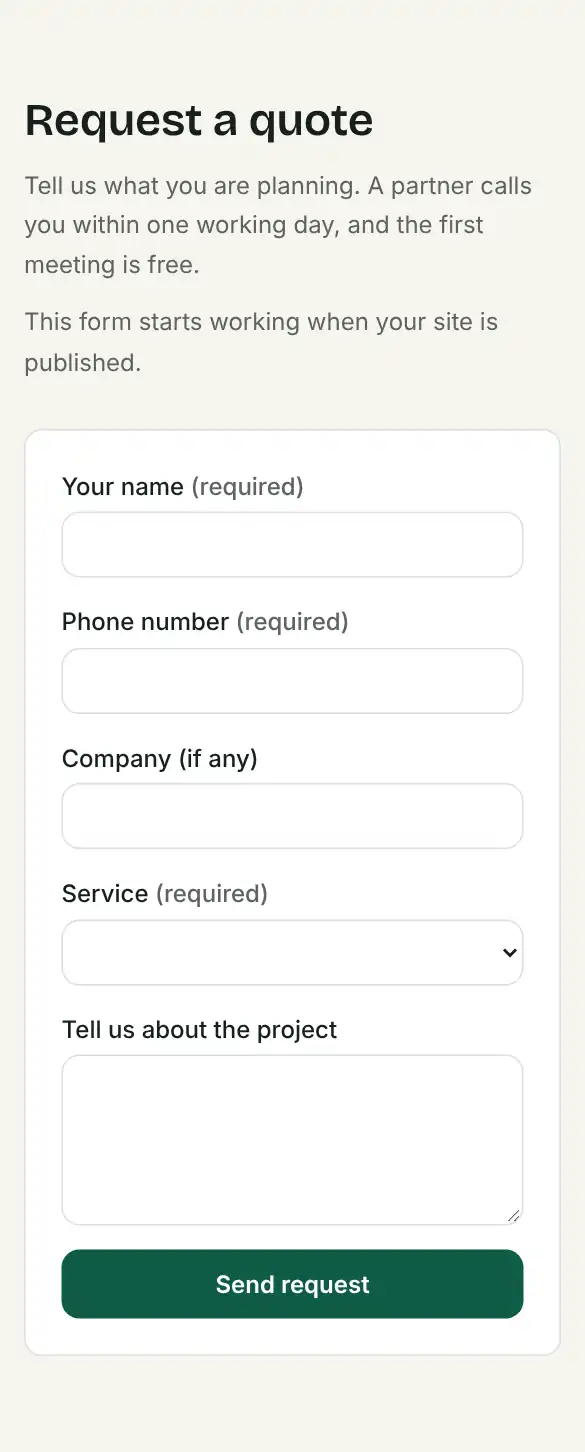 Request a quote
Tell us what you are planning. A partner calls
you within one working day, and the first
meeting is free.
This form starts working when your site is
published.
Your name (required)
Phone number (required)
Company (if any)
Service (required)
Tell us about the project
Send request